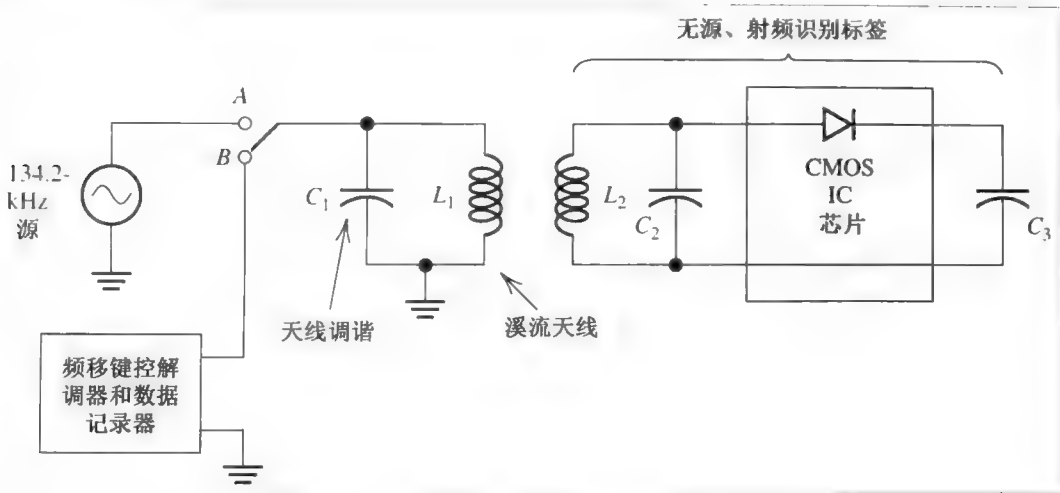 无源、射频识别标签
A
B
134.2-
kHz
源
C1
L1
L2
C2
CMOS
IC
芯片
C3
天线调谐
溪流天线
频移键控解
调器和数据
记录器